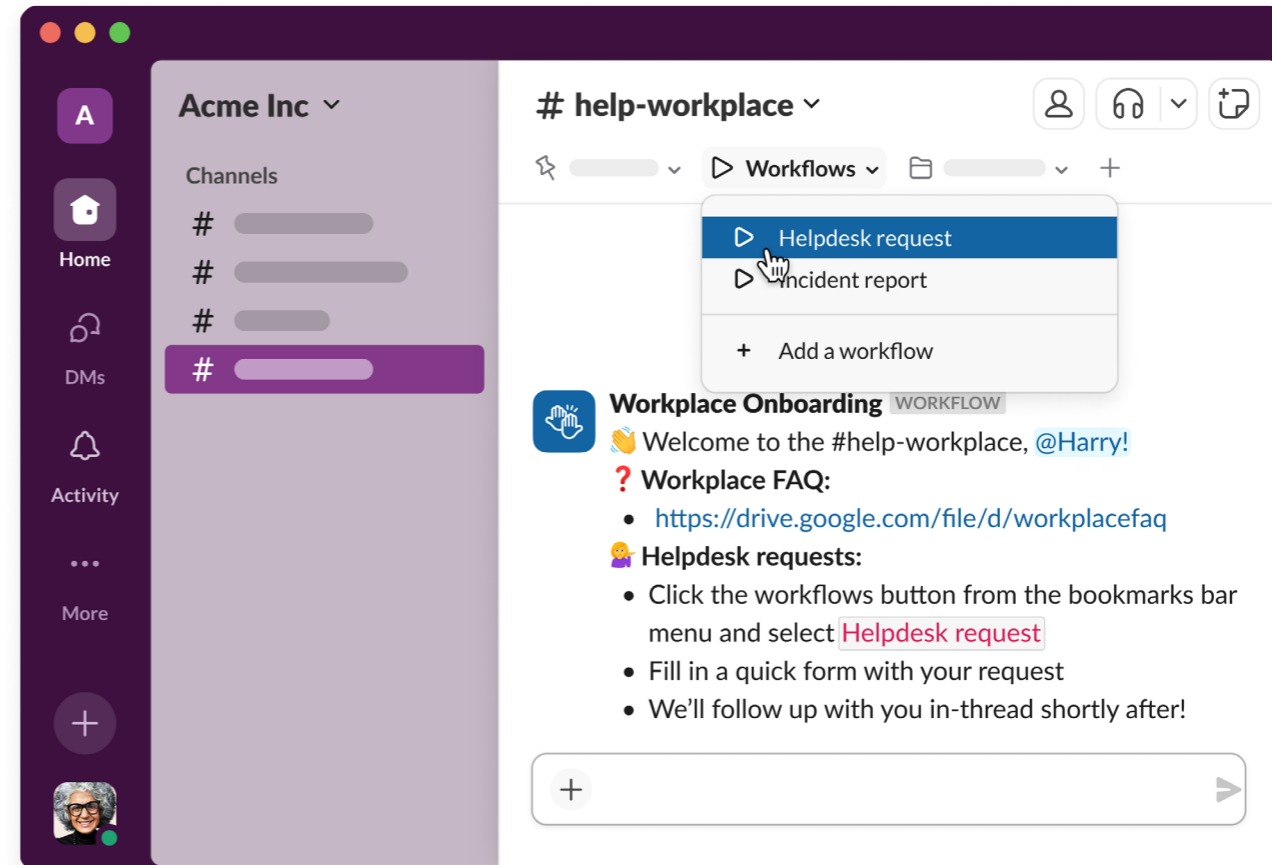 A
Acme Inc
Channels
#
#
#
#
Home
DMs
Activity
More
# help-workplace
Workflows
Helpdesk request
Incident report
+ Add a workflow
Workplace Onboarding WORKFLOW
👋 Welcome to the #help-workplace, @Harry!
❓ Workplace FAQ:
• https://drive.google.com/file/d/workplacefaq
💁 Helpdesk requests:
• Click the workflows button from the bookmarks bar
menu and select Helpdesk request
• Fill in a quick form with your request
• We’ll follow up with you in-thread shortly after!